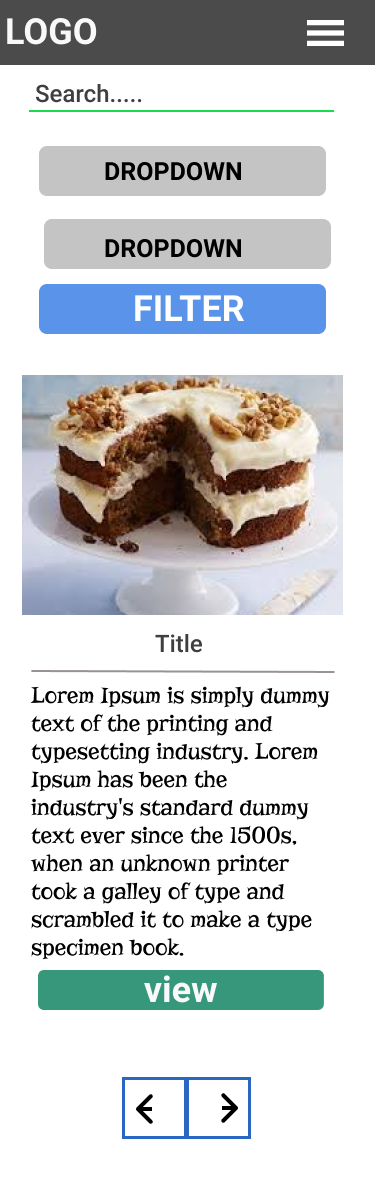 LOGO
Search.....
DROPDOWN
DROPDOWN
FILTER
Title
Lorem Ipsum is simply dummy
text of the printing and
typesetting industry. Lorem
Ipsum has been the
industry's standard dummy
text ever since the 1500s,
when an unknown printer
took a galley of type and
scrambled it to make a type
specimen book.
view